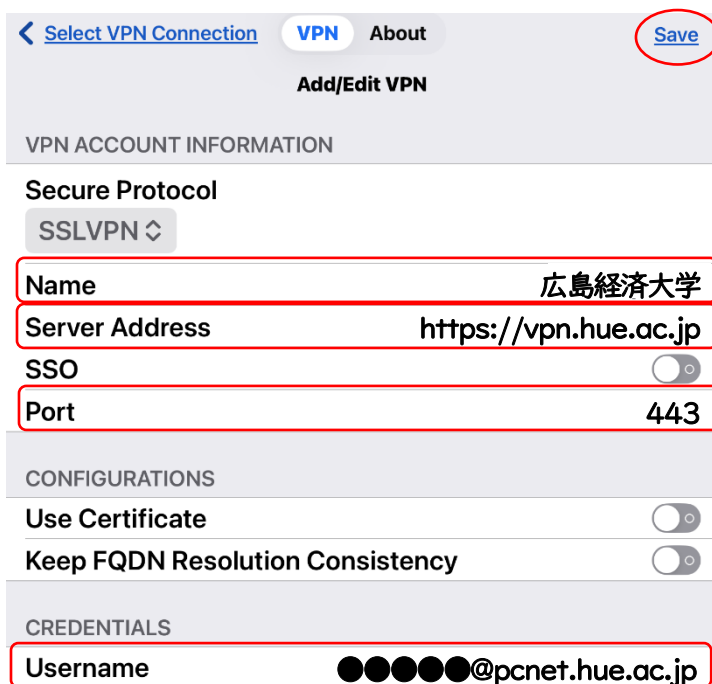 Select VPN Connection VPN About Save
Add/Edit VPN
VPN ACCOUNT INFORMATION
Secure Protocol
SSLVPN
Name 広島経済大学
Server Address https://vpn.hue.ac.jp
SSO
Port 443
CONFIGURATIONS
Use Certificate
Keep FQDN Resolution Consistency
CREDENTIALS
Username ●●●●●@pcnet.hue.ac.jp